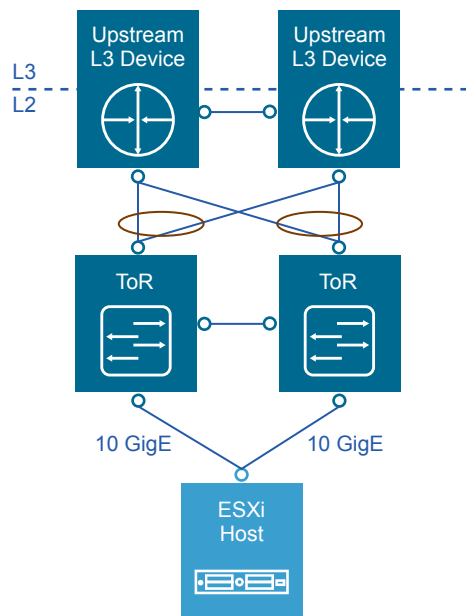 Upstream
L3 Device
Upstream
L3 Device
L3
L2
ToR
ToR
10 GigE
10 GigE
ESXi
Host